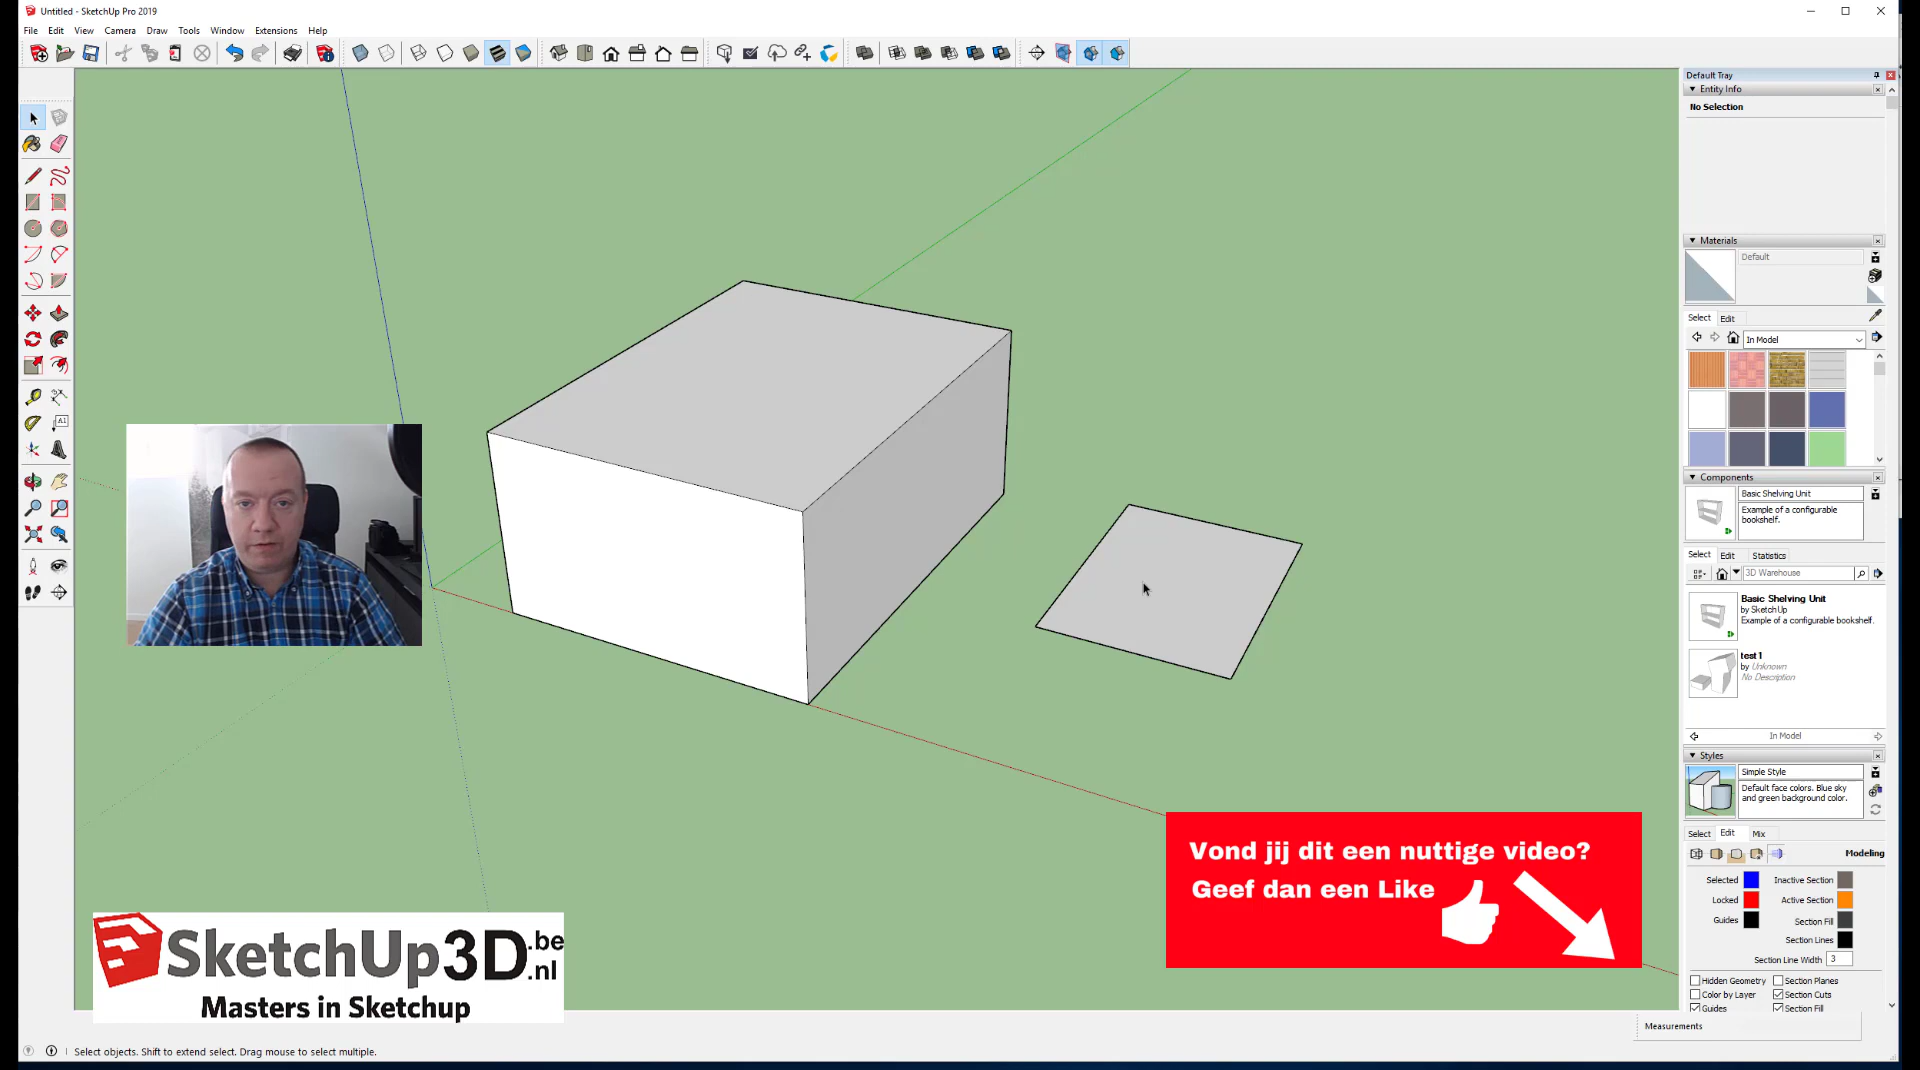 Untitled - SketchUp Pro 2019
File Edit View Camera Draw Tools Window Extensions Help
Default Tray
Entity Info
No Selection
Materials
Default
Select Edit
In Model
Components
Basic Shelving Unit
Example of a configurable
bookshelf.
Select Edit Statistics
3D Warehouse
Basic Shelving Unit
by SketchUp
Example of a configurable bookshelf.
test1
by Unknown
No Description
In Model
Styles
Simple Style
Default face colors. Blue sky
and green background color.
Select Edit Mix
Modeling
Selected Inactive Section
Locked Active Section
Guides Section Fill
Section Lines
Section Line Width 3
Hidden Geometry Section Planes
Color by Layer Section Cuts
Guides Section Fill
Measurements
Vond jij dit een nuttige video?
Geef dan een Like
SketchUp3D.be
.nl
Masters in Sketchup
Select objects. Shift to extend select. Drag mouse to select multiple.